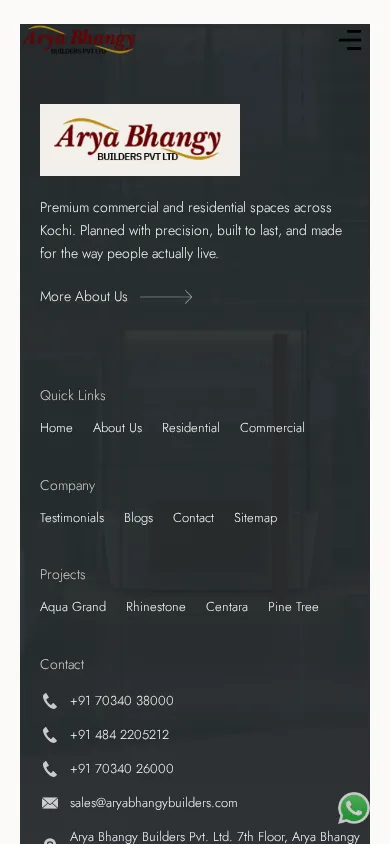 Arya Bhangy
BUILDERS PVT LTD
Arya Bhangy
BUILDERS PVT LTD
Premium commercial and residential spaces across
Kochi. Planned with precision, built to last, and made
for the way people actually live.
More About Us
Quick Links
Home About Us Residential Commercial
Company
Testimonials Blogs Contact Sitemap
Projects
Aqua Grand Rhinestone Centara Pine Tree
Contact
+91 70340 38000
+91 484 2205212
+91 70340 26000
sales@aryabhangybuilders.com
Arya Bhangy Builders Pvt. Ltd. 7th Floor, Arya Bhangy